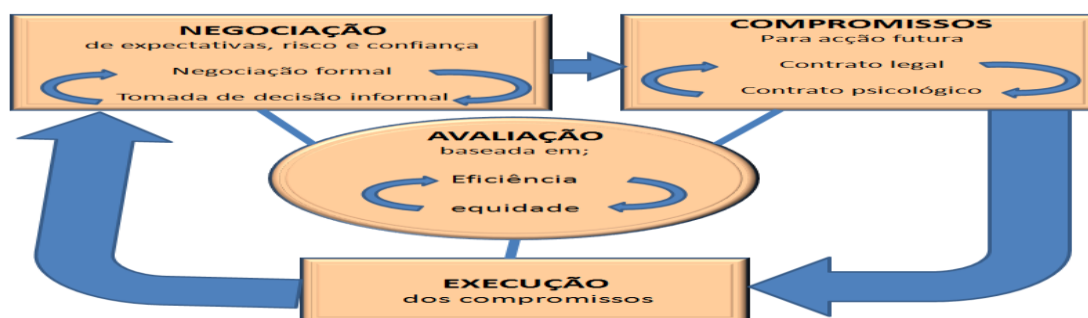 NEGOCIAÇÃO
de expectativas, risco e confiança
Negociação formal
Tomada de decisão informal
COMPROMISSOS
Para acção futura
Contrato legal
Contrato psicológico
AVALIAÇÃO
baseada em;
Eficiência
equidade
EXECUÇÃO
dos compromissos